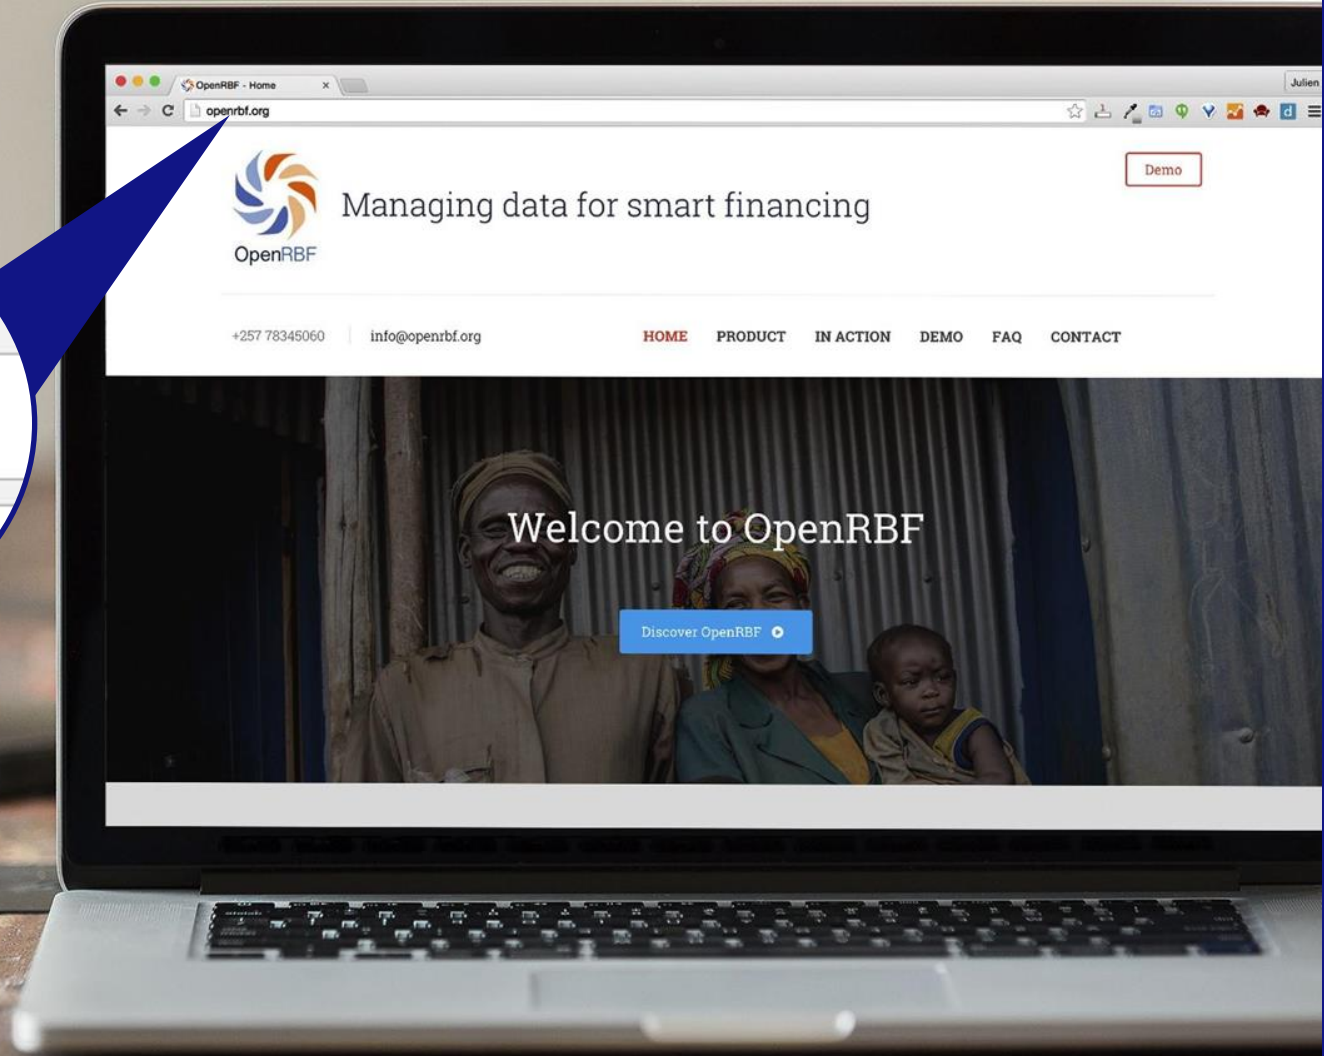 OpenRBF - Home
Julien
openrbf.org
Demo
Managing data for smart financing
OpenRBF
+257 78345060
info@openrbf.org
HOME PRODUCT IN ACTION DEMO FAQ CONTACT
Welcome to OpenRBF
Discover OpenRBF